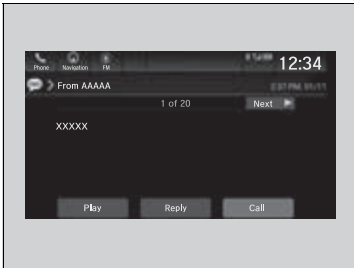 Phone Navigation FM 12:34
From AAAAA
1 of 20 Next
XXXXX
Play Reply Call